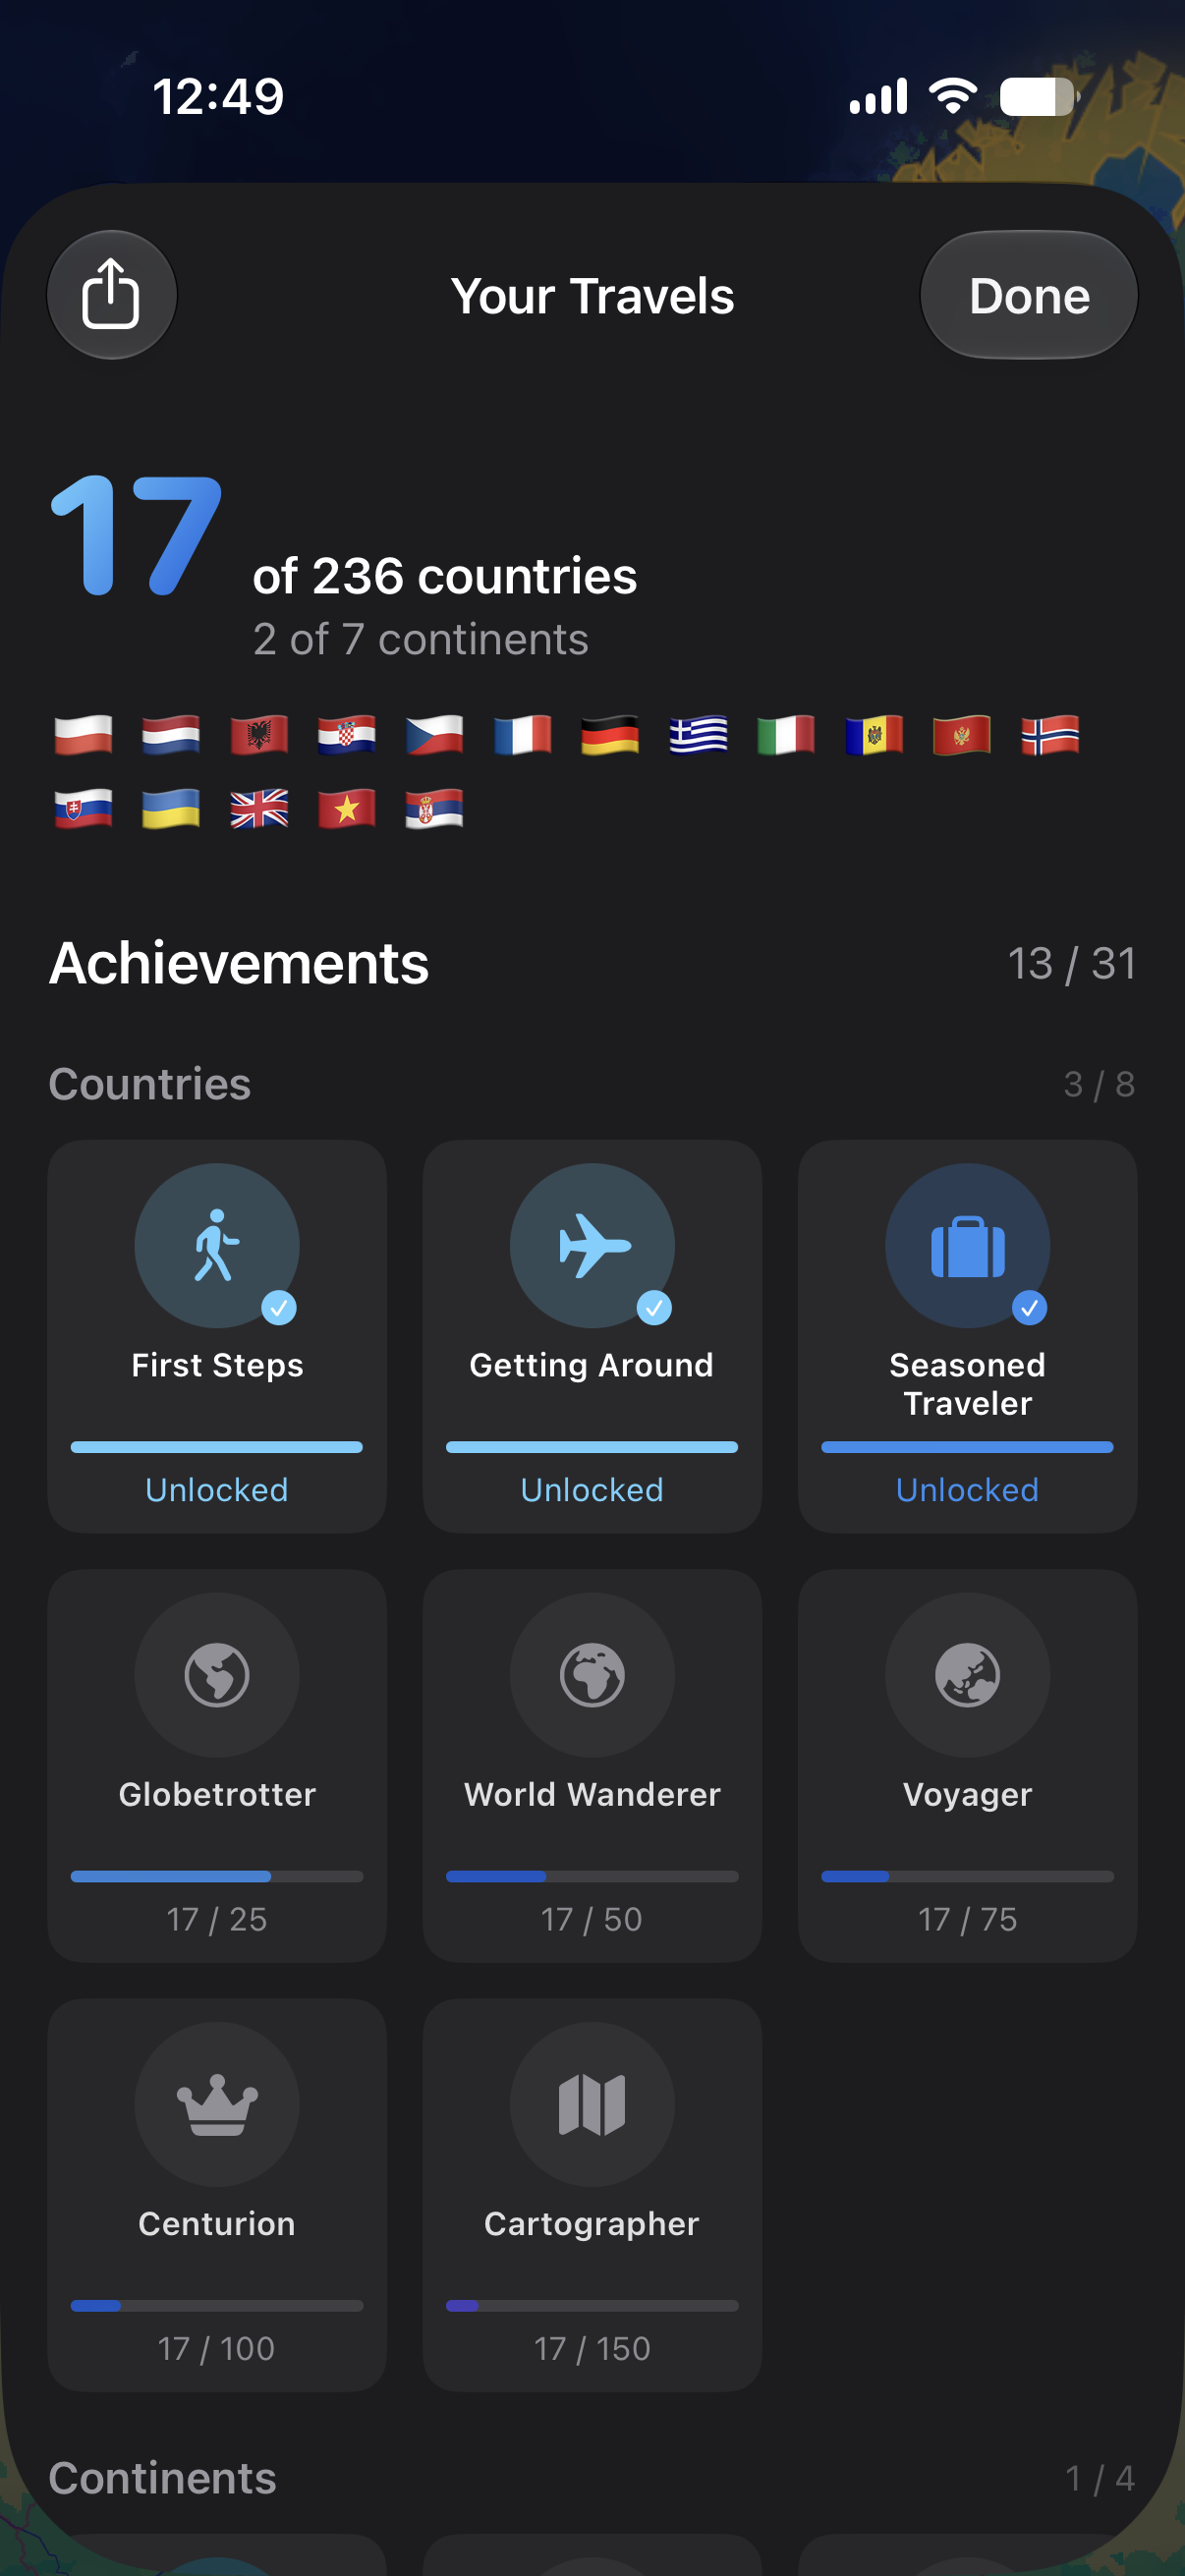 12:49
Your Travels
Done
17
of 236 countries
2 of 7 continents
Achievements
13 / 31
Countries
3 / 8
First Steps
Unlocked
Getting Around
Unlocked
Seasoned
Traveler
Unlocked
Globetrotter
17 / 25
World Wanderer
17 / 50
Voyager
17 / 75
Centurion
17 / 100
Cartographer
17 / 150
Continents
1 / 4